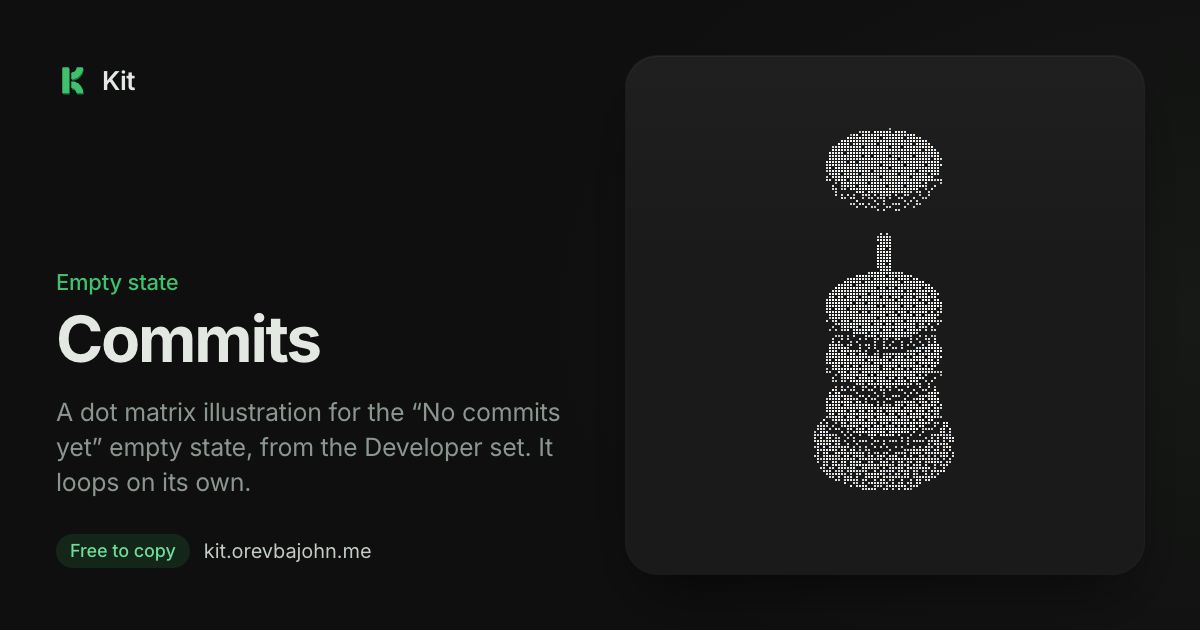 Kit
Empty state
Commits
A dot matrix illustration for the “No commits
yet” empty state, from the Developer set. It
loops on its own.
Free to copy
kit.orevbajohn.me